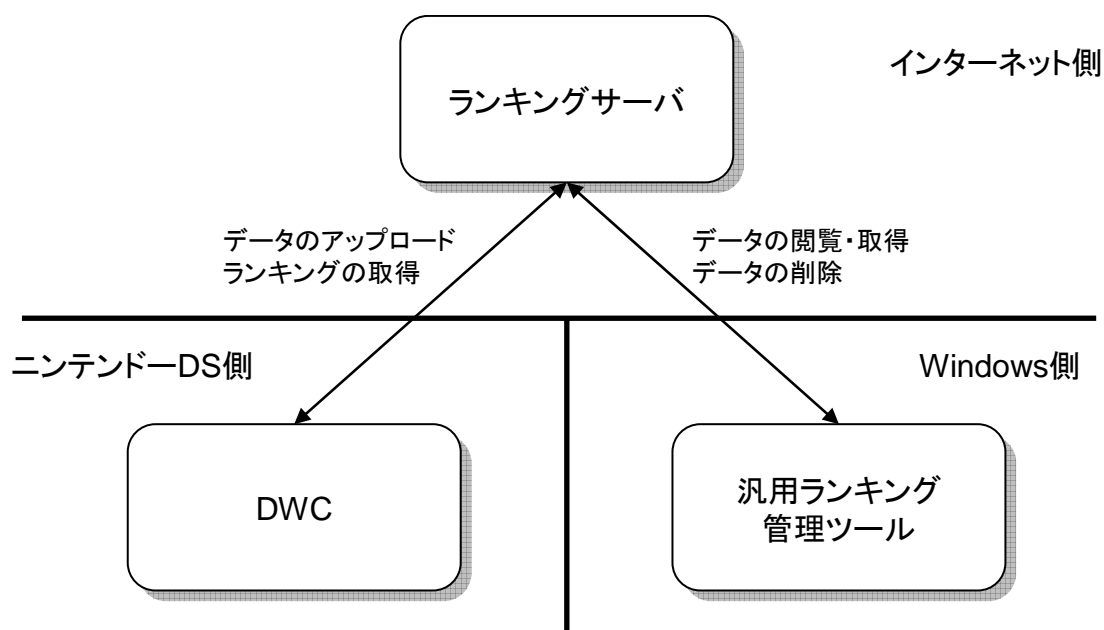 インターネット側
ランキングサーバ
データのアップロード
ランキングの取得
データの閲覧・取得
データの削除
ニンテンドーDS側
Windows側
DWC
汎用ランキング
管理ツール